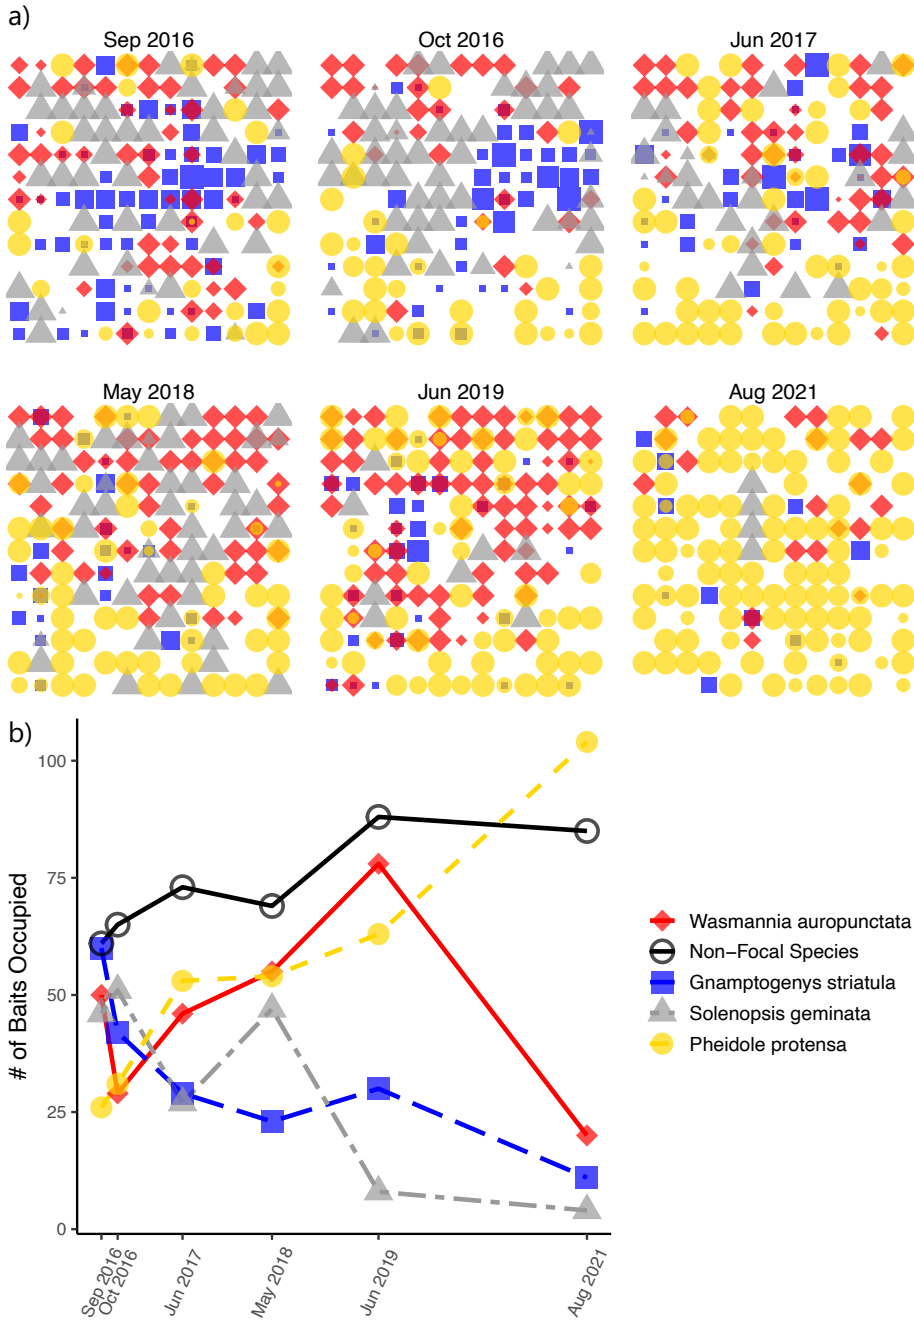 a)
Sep 2016
Oct 2016
Jun 2017
May 2018
Jun 2019
Aug 2021
b)
# of Baits Occupied
100
75
50
25
0
Sep 2016
Oct 2016
Jun 2017
May 2018
Jun 2019
Aug 2021
Wasmannia auropunctata
Non−Focal Species
Gnamptogenys striatula
Solenopsis geminata
Pheidole protensa